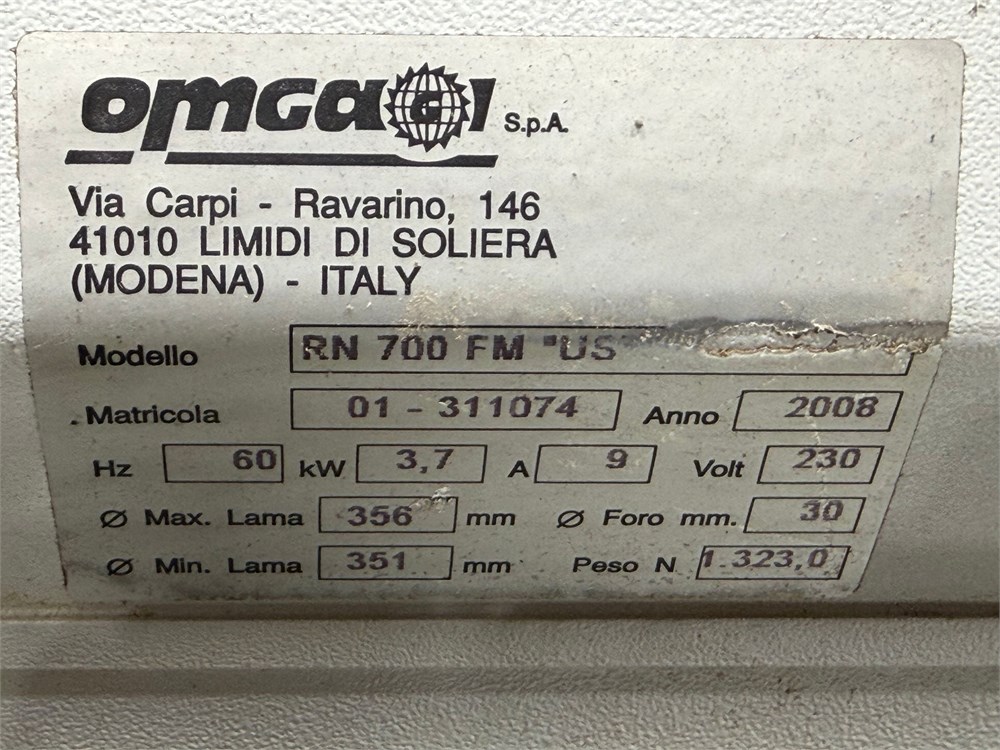 omga S.p.A.
Via Carpi - Ravarino, 146
41010 LIMIDI DI SOLIERA
(MODENA) - ITALY
Modello RN 700 FM "US"
Matricola 01 - 311074 Anno 2008
Hz 60 kW 3,7 A 9 Volt 230
Ø Max. Lama 356 mm Ø Foro mm. 30
Ø Min. Lama 351 mm Peso N 1.323,0